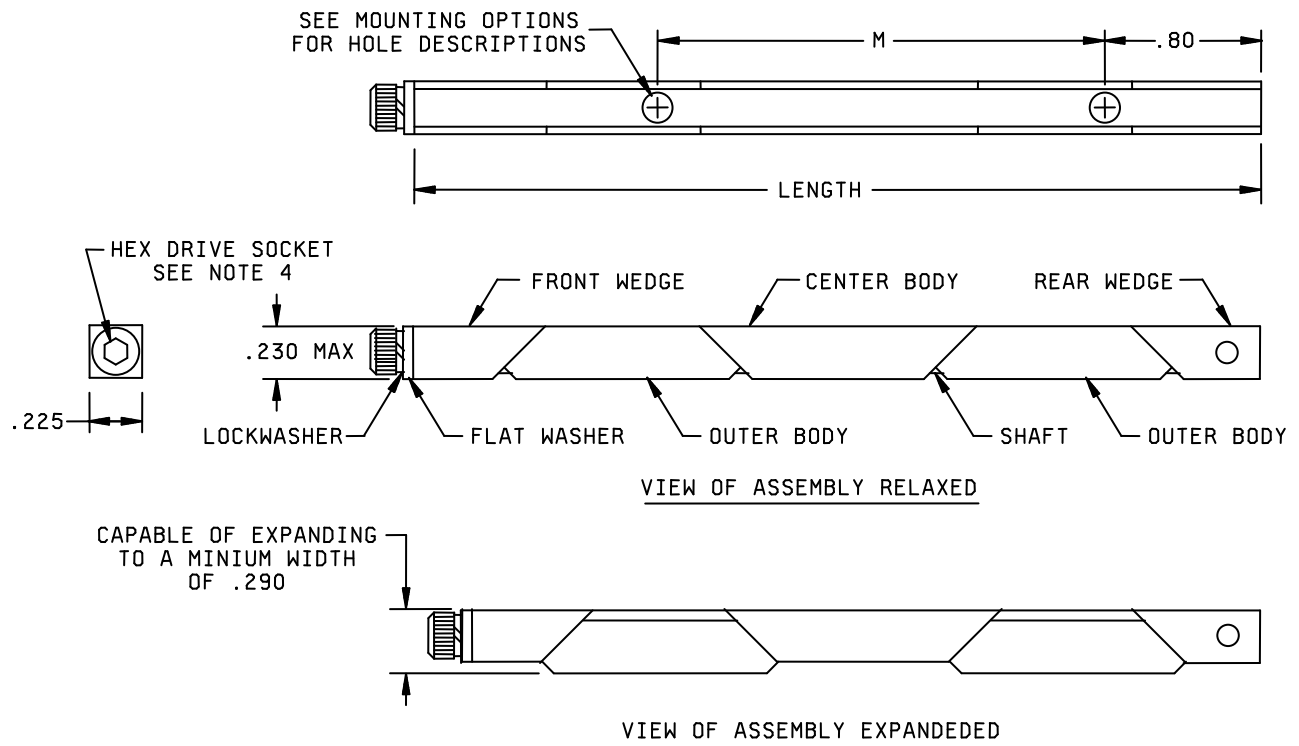 SEE MOUNTING OPTIONS
FOR HOLE DESCRIPTIONS
M
.80
LENGTH
HEX DRIVE SOCKET
SEE NOTE 4
FRONT WEDGE
CENTER BODY
REAR WEDGE
.230 MAX
.225
LOCKWASHER
FLAT WASHER
OUTER BODY
SHAFT
OUTER BODY
VIEW OF ASSEMBLY RELAXED
CAPABLE OF EXPANDING
TO A MINIUM WIDTH
OF .290
VIEW OF ASSEMBLY EXPANDEDED